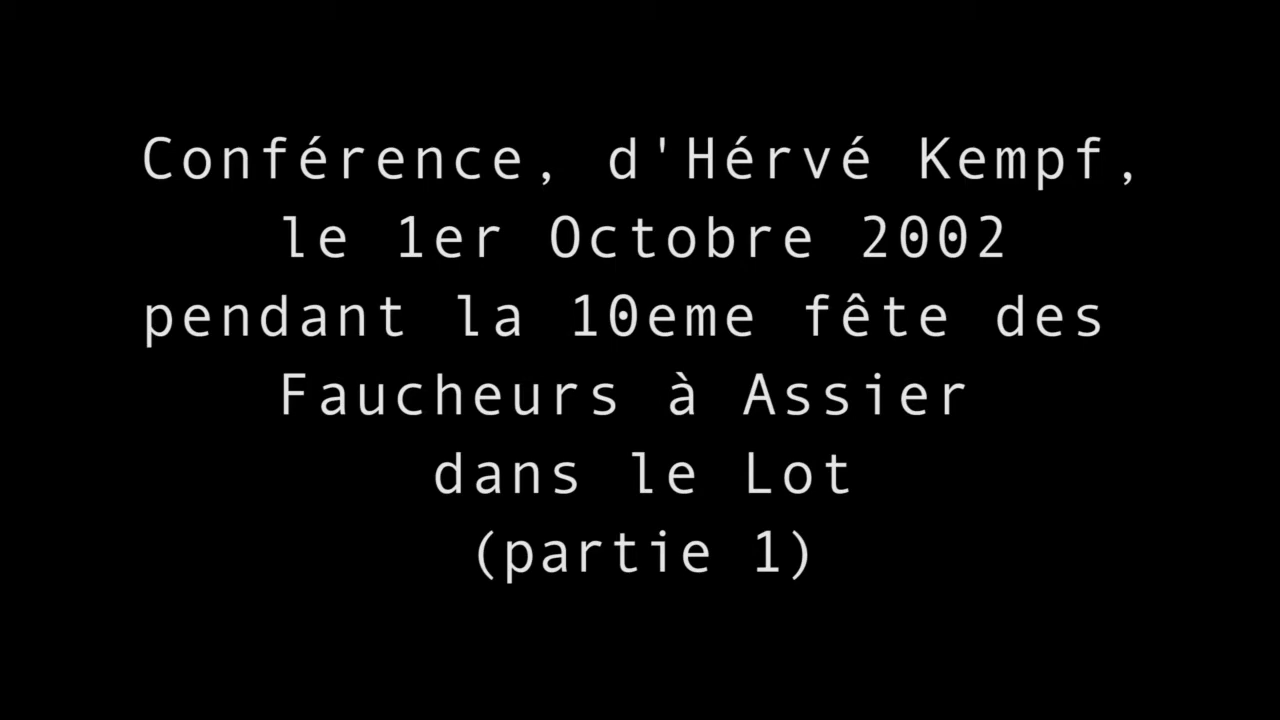 Conférence, d'Hérvé Kempf,
le 1er Octobre 2002
pendant la 10eme fête des
Faucheurs à Assier
dans le Lot
(partie 1)